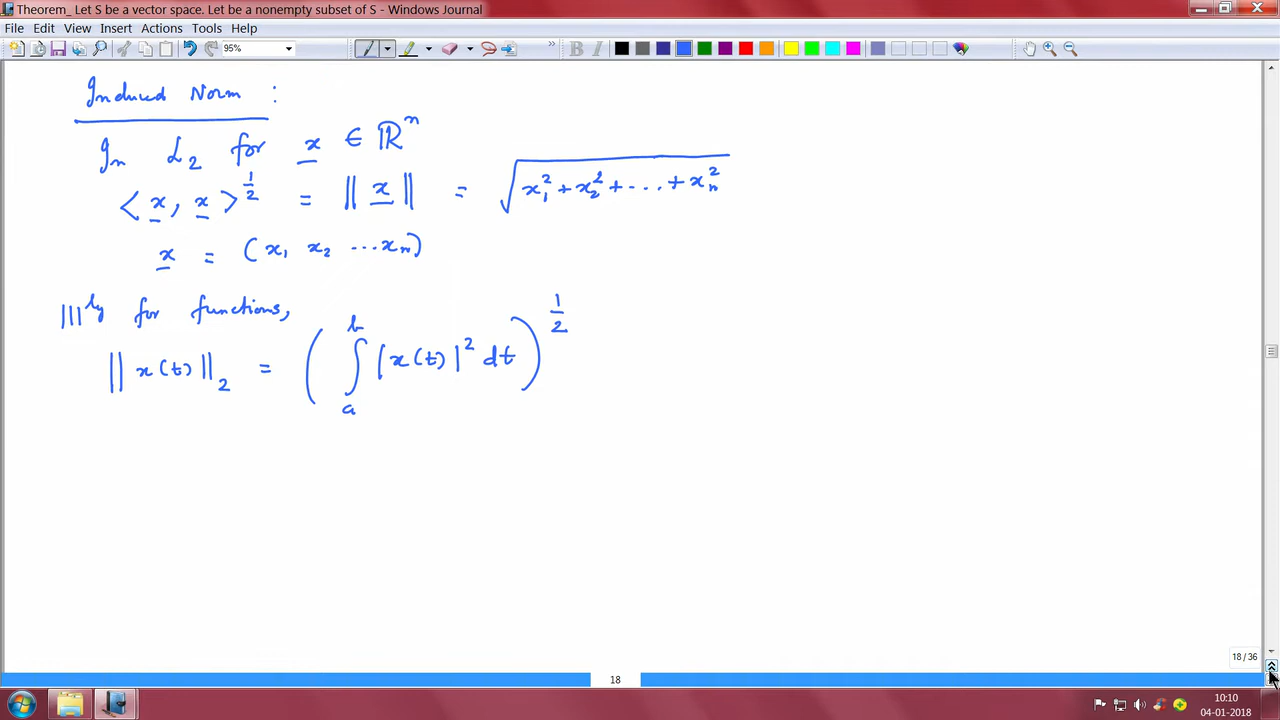 Theorem_ Let S be a vector space. Let be a nonempty subset of S - Windows Journal
File Edit View Insert Actions Tools Help
95%
Induced Norm :
In L₂ for x ∈ ℝⁿ
<x, x>^{1/2} = ||x|| = √(x₁² + x₂² + ... + xₙ²)
x = (x₁ x₂ ... xₙ)
|||ly for functions,
||x(t)||₂ = (∫_a^b |x(t)|² dt)^{1/2}
18 / 36
18
10:10
04-01-2018